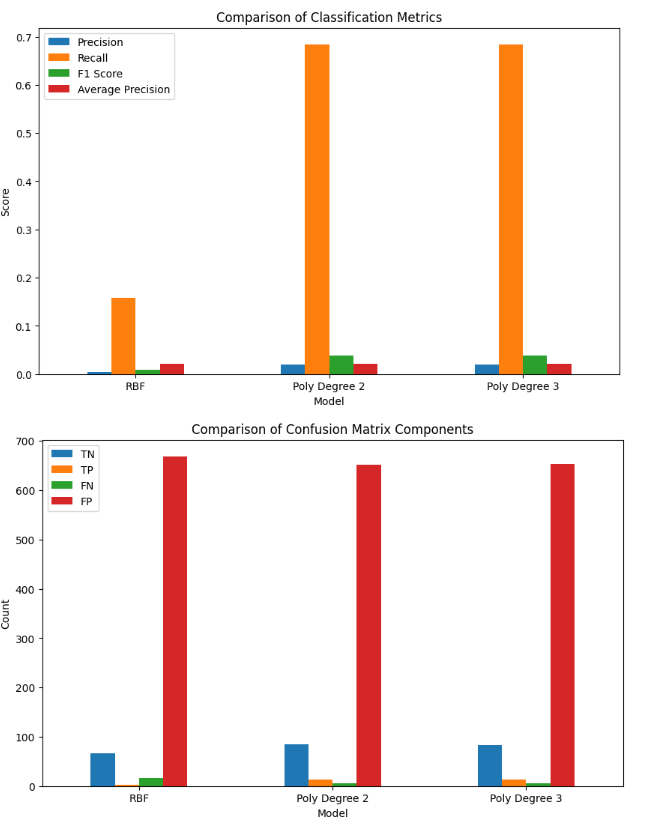 Comparison of Classification Metrics
Precision
Recall
F1 Score
Average Precision
0.7
0.6
0.5
0.4
0.3
0.2
0.1
0.0
Score
RBF Poly Degree 2 Poly Degree 3
Model
Comparison of Confusion Matrix Components
TN
TP
FN
FP
700
600
500
400
300
200
100
0
Count
RBF Poly Degree 2 Poly Degree 3
Model